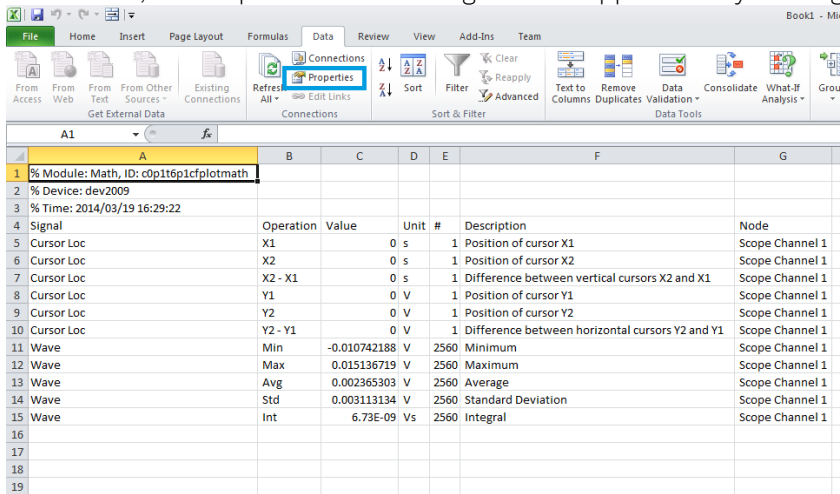 Book1 - Mi
File Home Insert Page Layout Formulas Data Review View Add-Ins Team
From Access
From Web
From Text
From Other Sources
Existing Connections
Get External Data
Refresh All
Connections
Properties
Edit Links
Connections
Sort
Filter
Clear
Reapply
Advanced
Sort & Filter
Text to Columns
Remove Duplicates
Data Validation
Consolidate
What-If Analysis
Data Tools
Grou
A1 fx
A B C D E F G
1 % Module: Math, ID: c0p1t6p1cfplotmath
2 % Device: dev2009
3 % Time: 2014/03/19 16:29:22
4 Signal Operation Value Unit # Description Node
5 Cursor Loc X1 0 s 1 Position of cursor X1 Scope Channel 1
6 Cursor Loc X2 0 s 1 Position of cursor X2 Scope Channel 1
7 Cursor Loc X2 - X1 0 s 1 Difference between vertical cursors X2 and X1 Scope Channel 1
8 Cursor Loc Y1 0 V 1 Position of cursor Y1 Scope Channel 1
9 Cursor Loc Y2 0 V 1 Position of cursor Y2 Scope Channel 1
10 Cursor Loc Y2 - Y1 0 V 1 Difference between horizontal cursors Y2 and Y1 Scope Channel 1
11 Wave Min -0.010742188 V 2560 Minimum Scope Channel 1
12 Wave Max 0.015136719 V 2560 Maximum Scope Channel 1
13 Wave Avg 0.002365303 V 2560 Average Scope Channel 1
14 Wave Std 0.003113134 V 2560 Standard Deviation Scope Channel 1
15 Wave Int 6.73E-09 Vs 2560 Integral Scope Channel 1
16
17
18
19